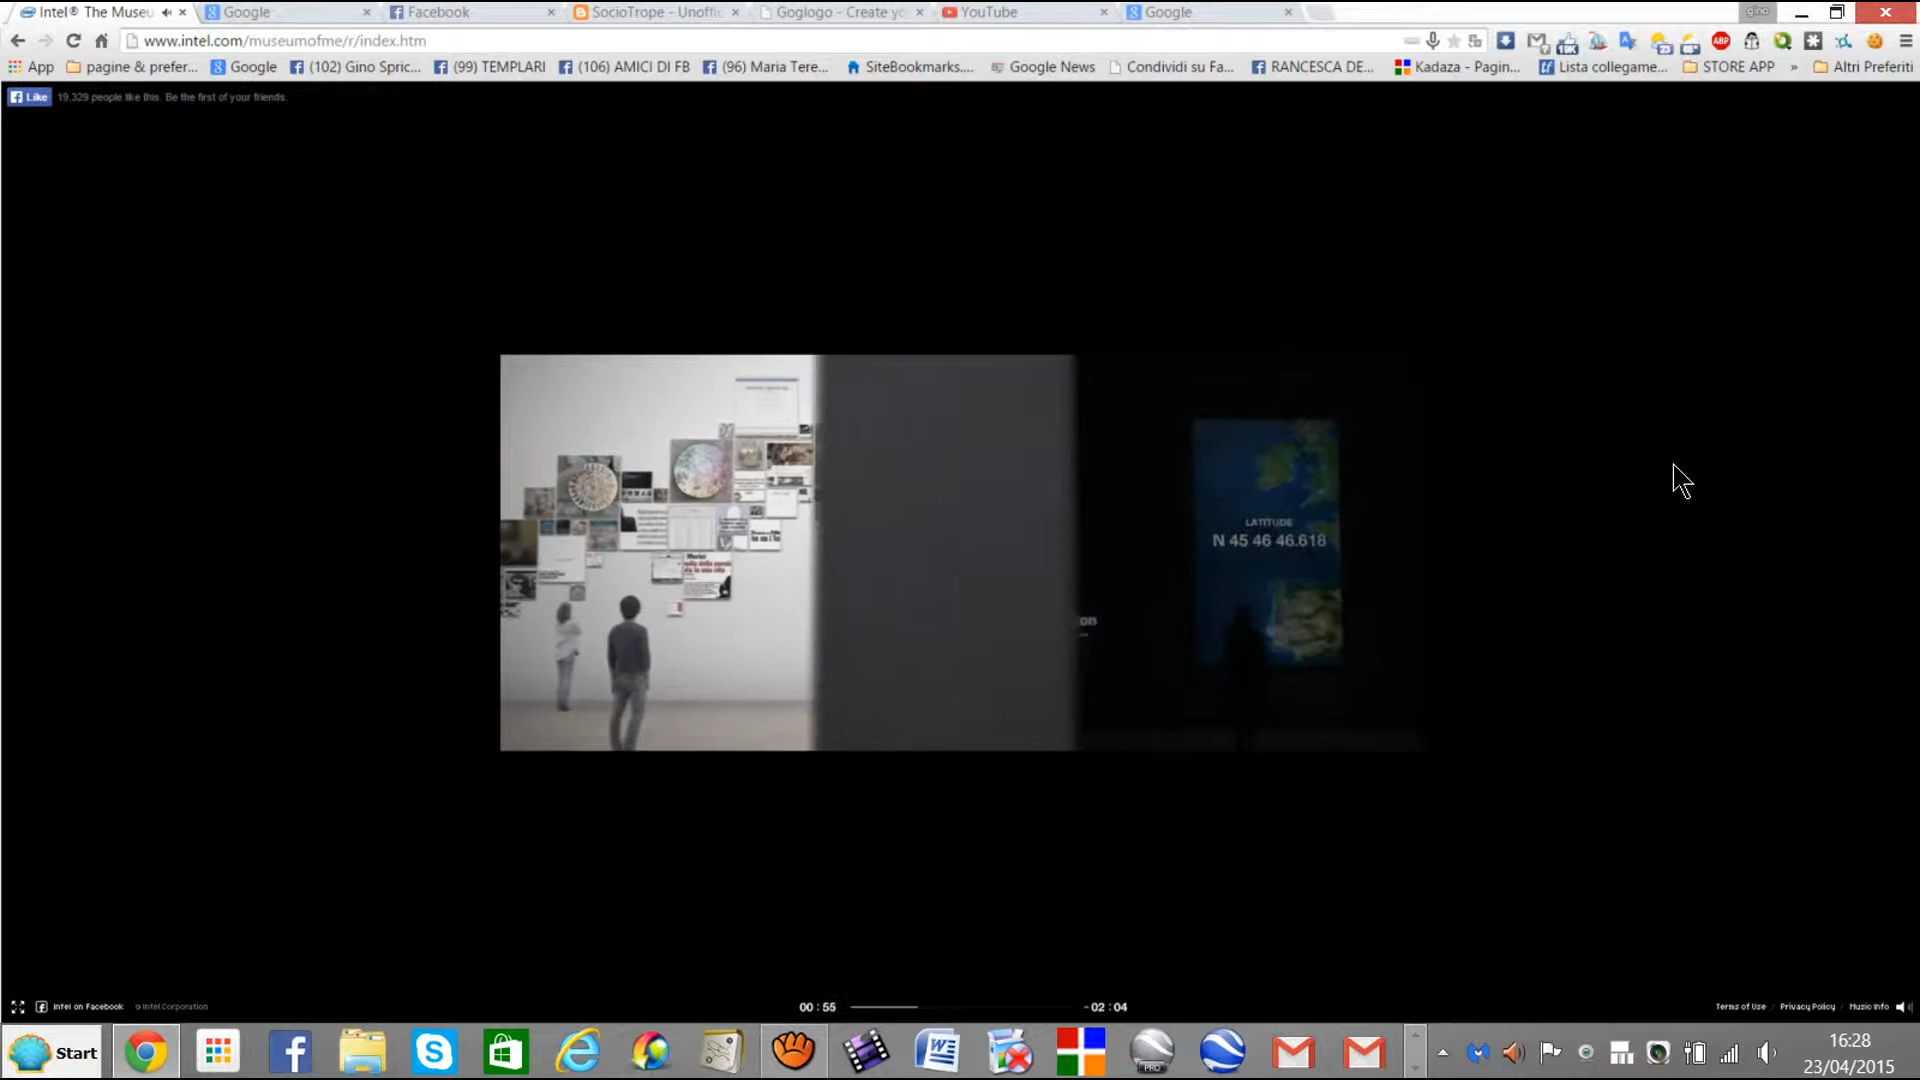 Intel® The Museu
Google
Facebook
SocioTrope - Unoffic
Goglogo - Create yo
YouTube
Google
gino
www.intel.com/museumofme/r/index.htm
App
pagine & prefer...
Google
(102) Gino Spric...
(99) TEMPLARI
(106) AMICI DI FB
(96) Maria Tere...
SiteBookmarks....
Google News
Condividi su Fa...
RANCESCA DE...
Kadaza - Pagin...
Lista collegame...
STORE APP
»
Altri Preferiti
Like
19,329 people like this. Be the first of your friends.
LATITUDE
N 45 46 46.618
on
Intel on Facebook
© Intel Corporation
00 : 55
- 02 : 04
Terms of Use
Privacy Policy
Music Info
Start
PRO
16:28
23/04/2015